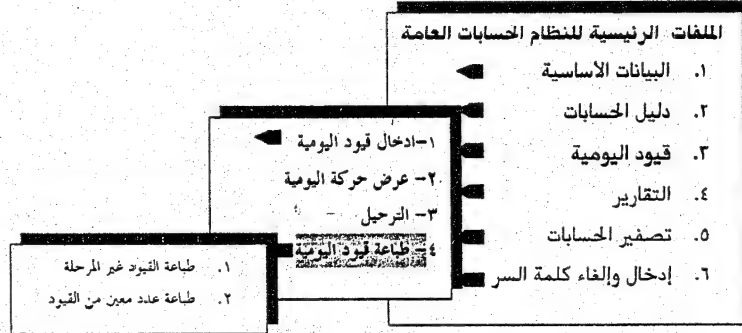 الملفات الرئيسية للنظام الحسابات العامة
١. البيانات الأساسية
٢. دليل الحسابات
٣. قيود اليومية
٤. التقارير
٥. تصفير الحسابات
٦. إدخال وإلغاء كلمة السر
١-ادخال قيود اليومية
٢- عرض حركة اليومية
٣- الترحيل
٤- طباعة قيود اليومية
١. طباعة القيود غير المرحلة
٢. طباعة عدد معين من القيود